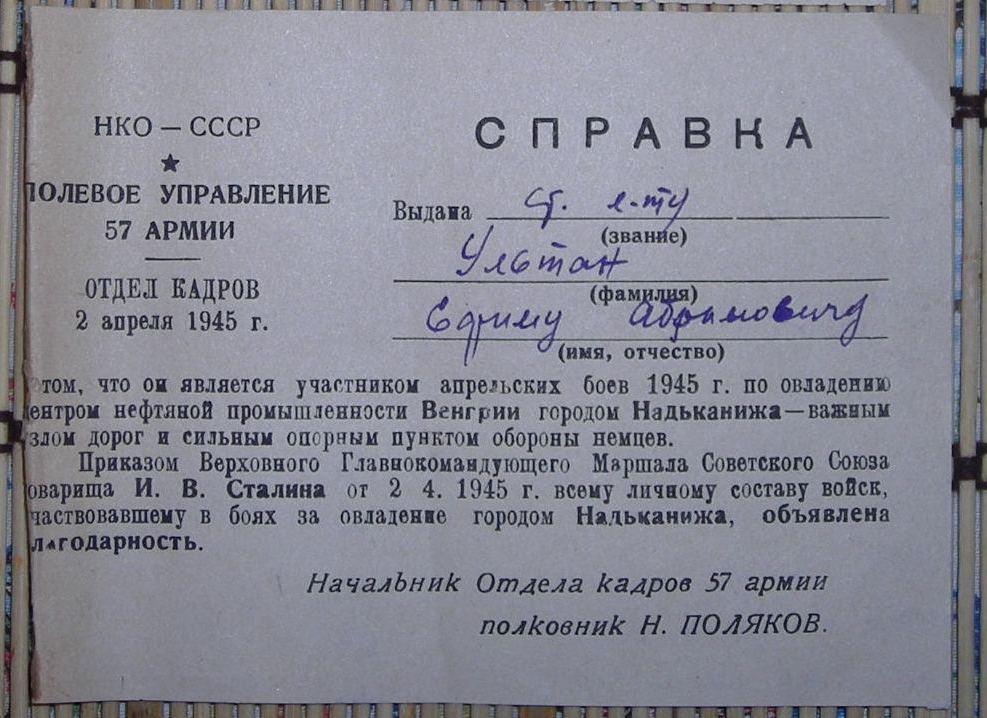 НКО — СССР
★
ПОЛЕВОЕ УПРАВЛЕНИЕ
57 АРМИИ
ОТДЕЛ КАДРОВ
2 апреля 1945 г.
СПРАВКА
Выдана ст. л-ту
(звание)
Ультан
(фамилия)
Ефиму Абрамовичу
(имя, отчество)
том, что он является участником апрельских боев 1945 г. по овладению
центром нефтяной промышленности Венгрии городом Надьканижа—важным
узлом дорог и сильным опорным пунктом обороны немцев.
Приказом Верховного Главнокомандующего Маршала Советского Союза
товарища И. В. Сталина от 2 4. 1945 г. всему личному составу войск,
участвовавшему в боях за овладение городом Надьканижа, объявлена
благодарность.
Начальник Отдела кадров 57 армии
полковник Н. ПОЛЯКОВ.